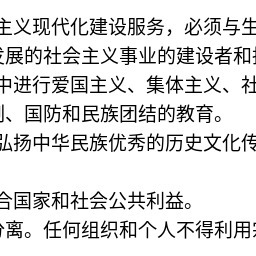 主义现代化建设服务，必须与生
发展的社会主义事业的建设者和
中进行爱国主义、集体主义、社
、国防和民族团结的教育。
弘扬中华民族优秀的历史文化传
合国家和社会公共利益。
分离。任何组织和个人不得利用